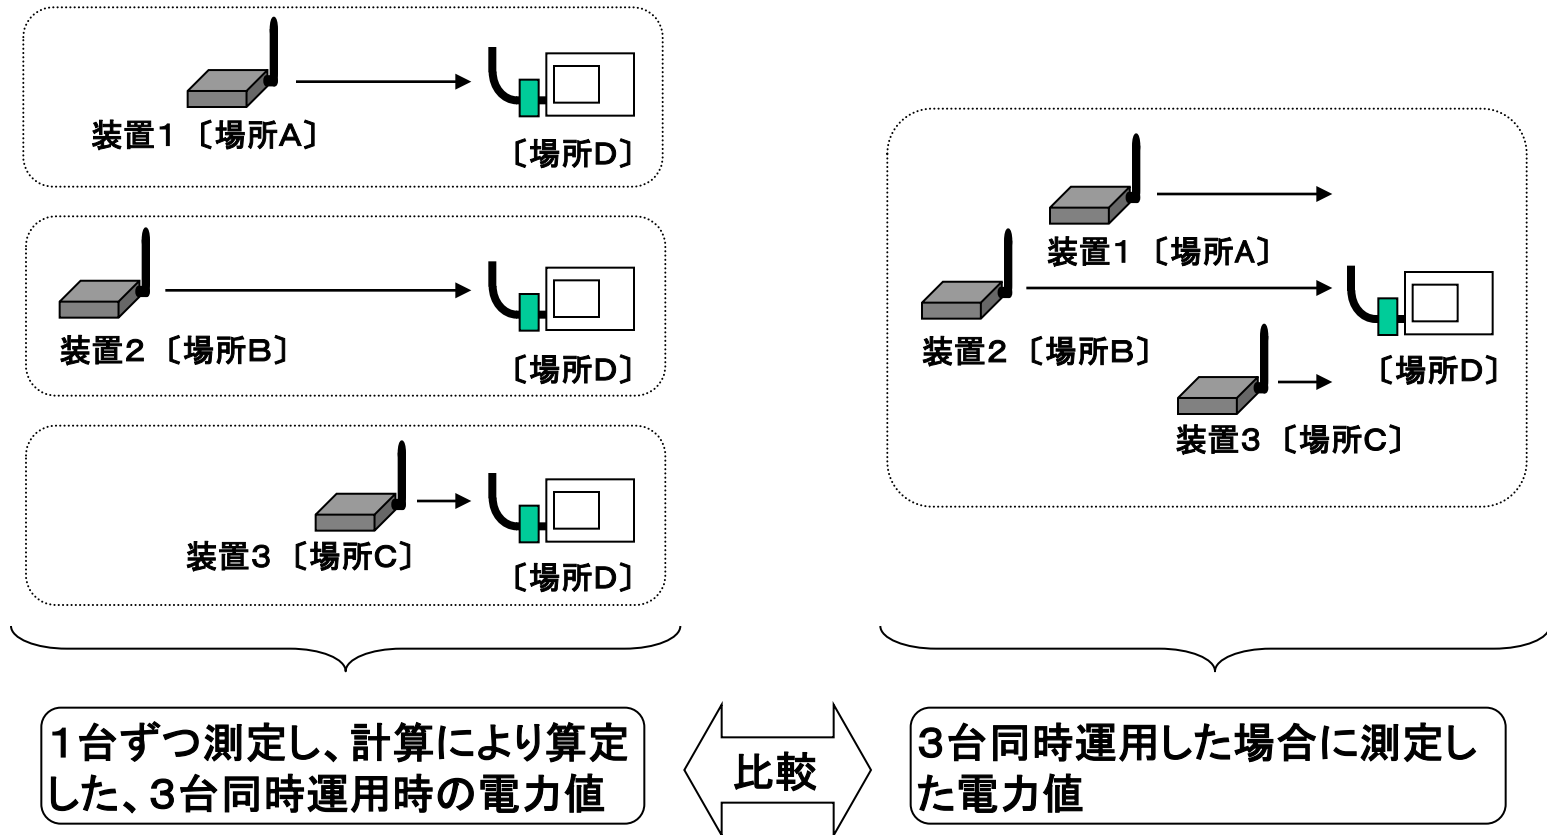 装置1〔場所A〕
〔場所D〕
装置2〔場所B〕
〔場所D〕
装置3〔場所C〕
〔場所D〕
1台ずつ測定し、計算により算定
した、3台同時運用時の電力値
比較
装置1〔場所A〕
装置2〔場所B〕
〔場所D〕
装置3〔場所C〕
3台同時運用した場合に測定し
た電力値